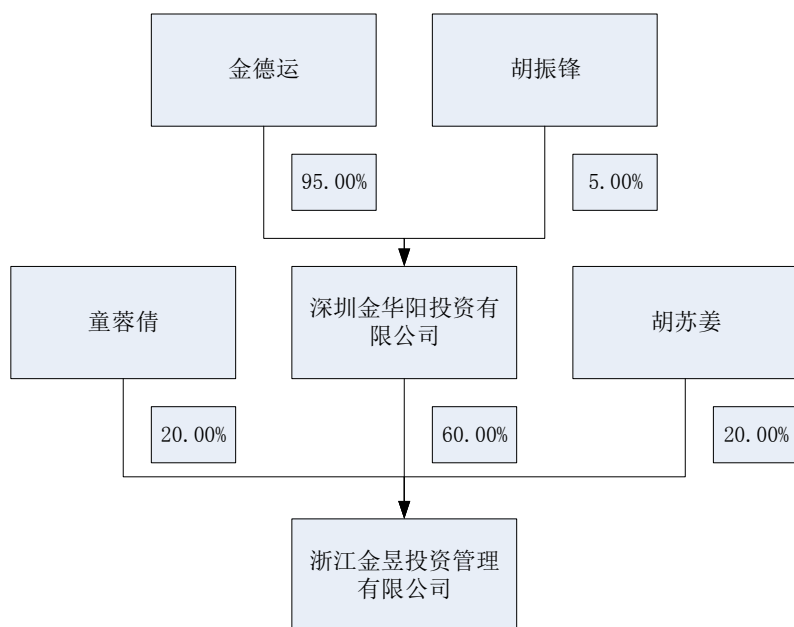 金德运
胡振锋
95.00%
5.00%
童蓉倩
深圳金华阳投资有
限公司
胡苏姜
20.00%
60.00%
20.00%
浙江金昱投资管理
有限公司